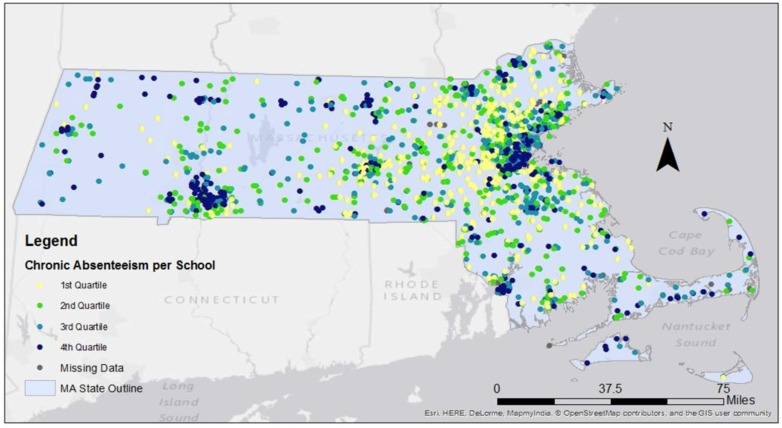 MASSACHUSETTS
N
Legend
Chronic Absenteeism per School
1st Quartile
2nd Quartile
3rd Quartile
4th Quartile
Missing Data
MA State Outline
CONNECTICUT
RHODE
ISLAND
Cape
Cod Bay
Nantucket
Sound
Long
Island
Sound
0 37.5 75
Miles
Esri, HERE, DeLorme, MapmyIndia, © OpenStreetMap contributors, and the GIS user community